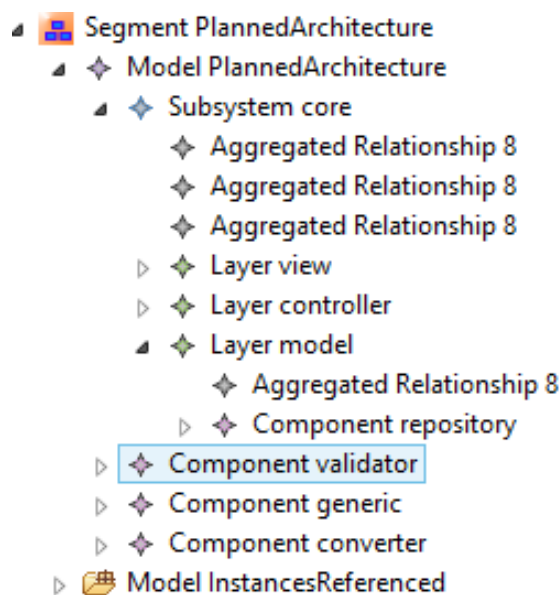 Segment PlannedArchitecture
Model PlannedArchitecture
Subsystem core
Aggregated Relationship 8
Aggregated Relationship 8
Aggregated Relationship 8
Layer view
Layer controller
Layer model
Aggregated Relationship 8
Component repository
Component validator
Component generic
Component converter
Model InstancesReferenced